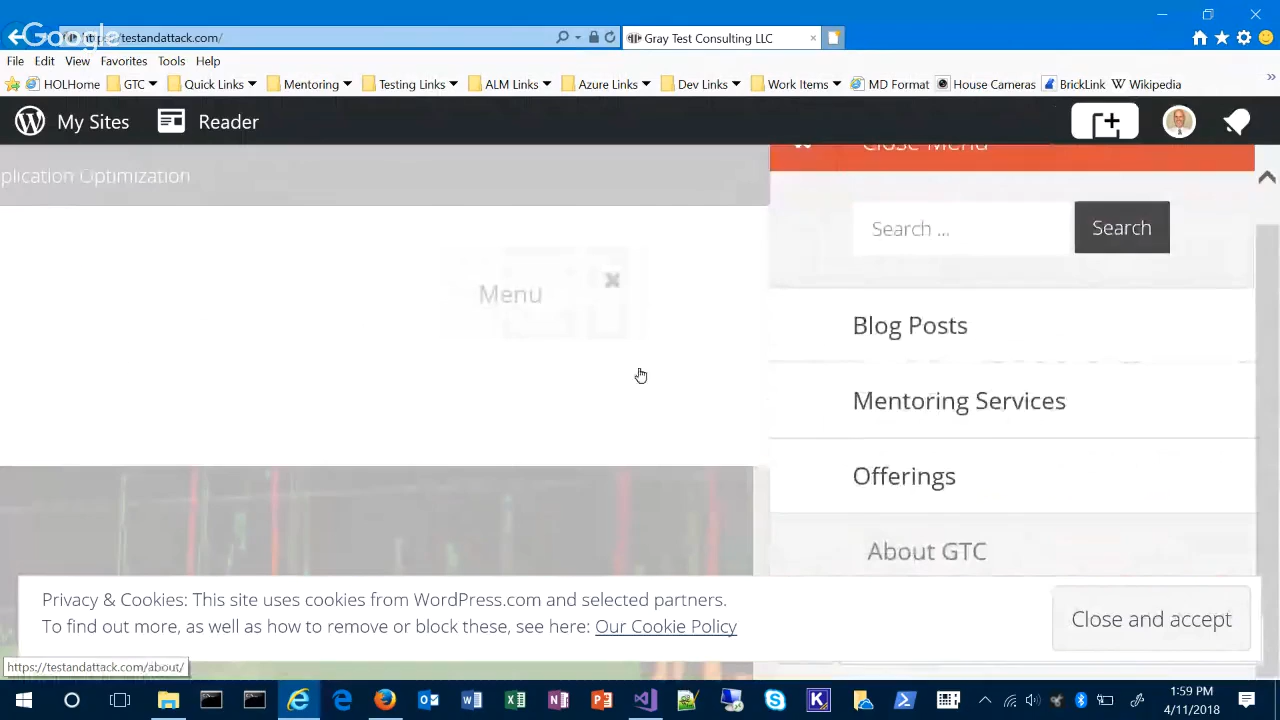 Google
https://testandattack.com/
Gray Test Consulting LLC
File Edit View Favorites Tools Help
HOLHome GTC Quick Links Mentoring Testing Links ALM Links Azure Links Dev Links Work Items MD Format House Cameras BrickLink Wikipedia
My Sites Reader
Close Menu
plication Optimization
Search ...
Search
Menu
Blog Posts
Mentoring Services
Offerings
About GTC
Privacy & Cookies: This site uses cookies from WordPress.com and selected partners.
To find out more, as well as how to remove or block these, see here: Our Cookie Policy
Close and accept
https://testandattack.com/about/
1:59 PM
4/11/2018